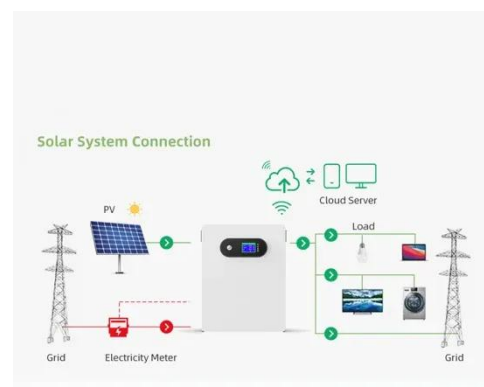 Solar System Connection
Cloud Server
PV
Load
Grid
Electricity Meter
Grid